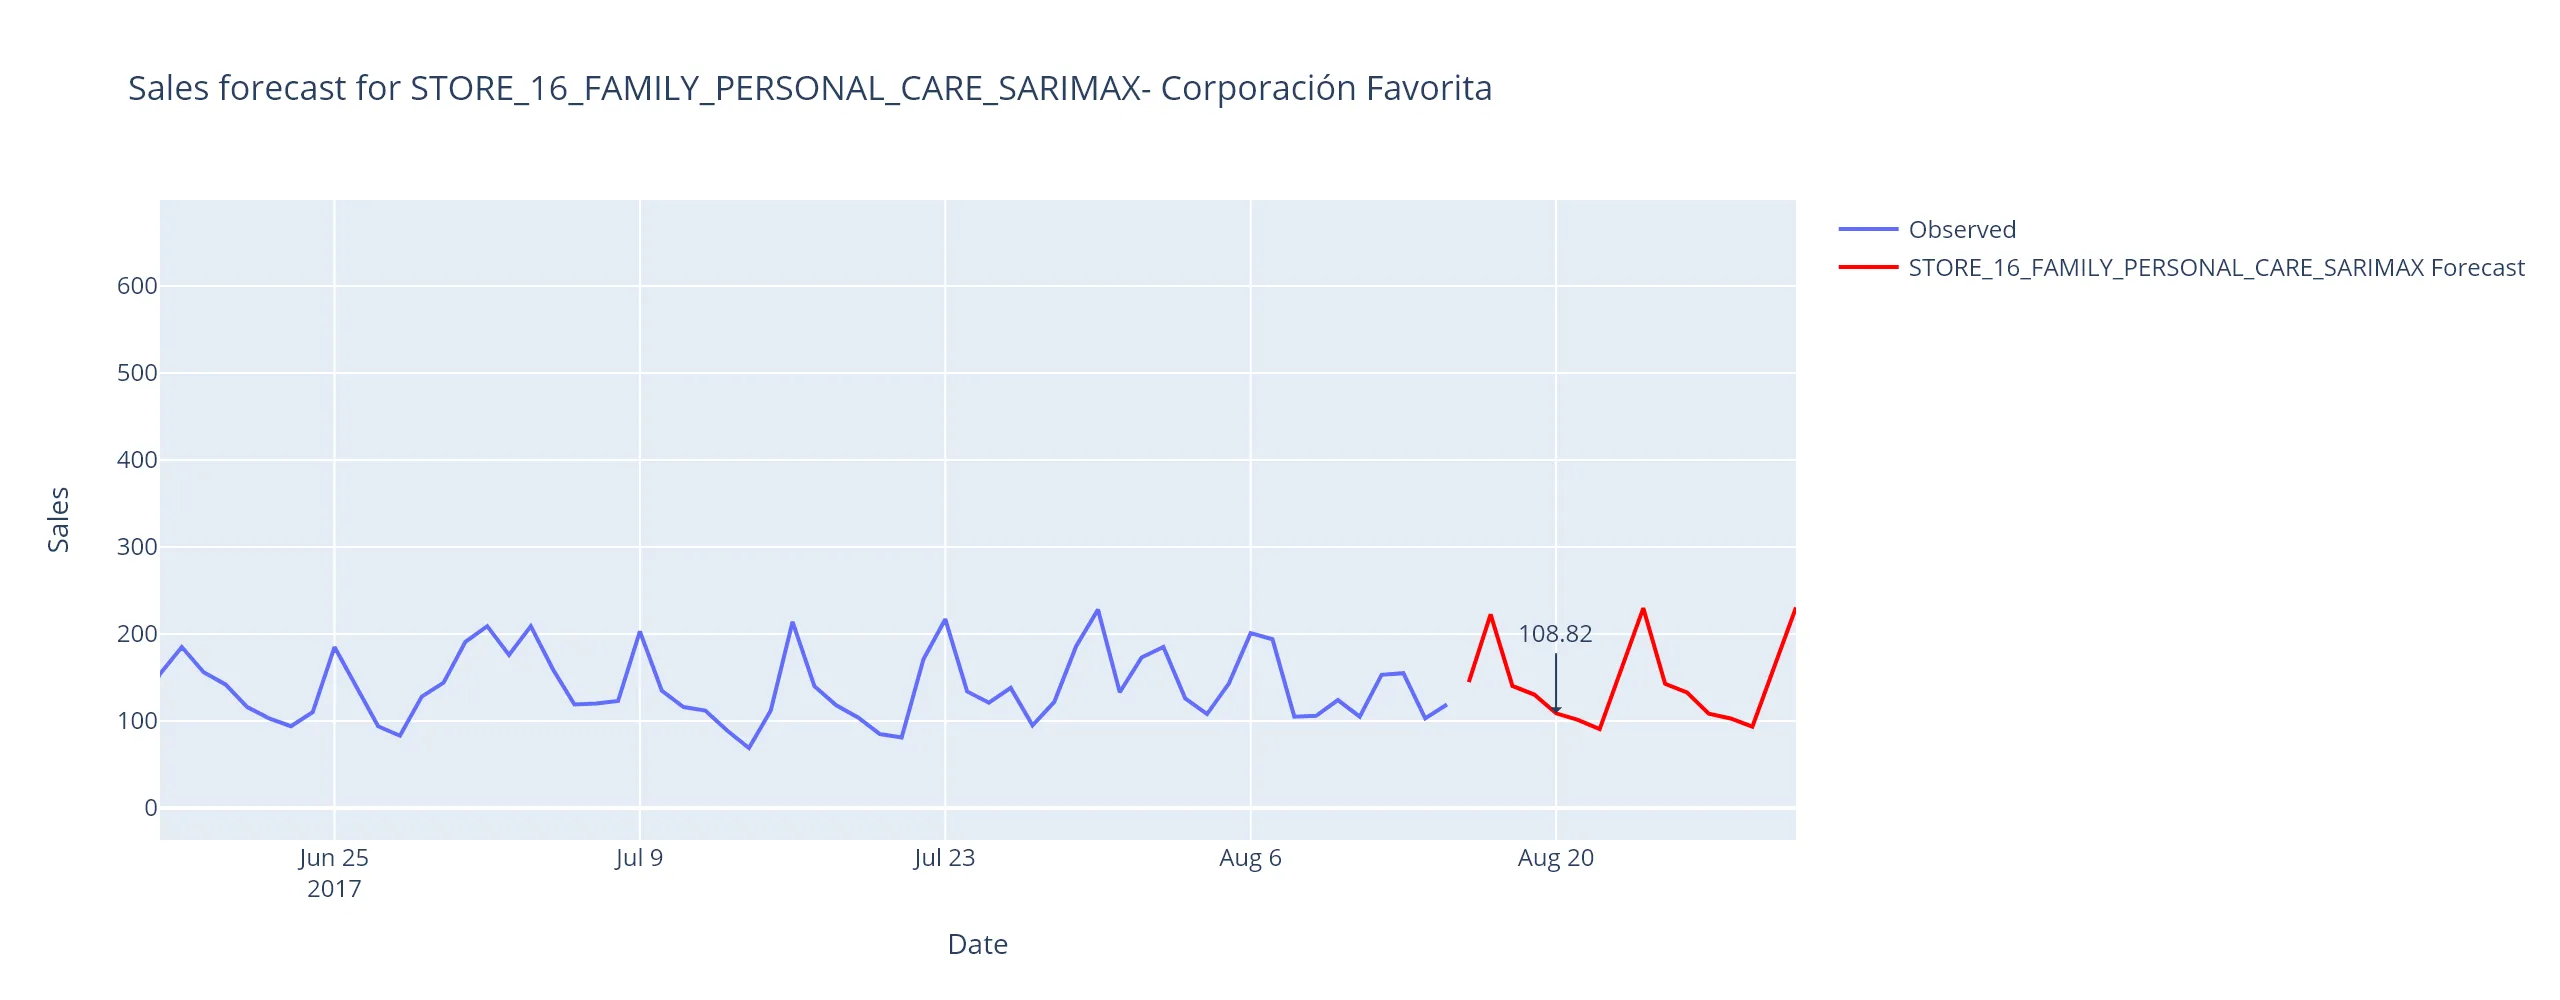 Sales forecast for STORE_16_FAMILY_PERSONAL_CARE_SARIMAX- Corporación Favorita
Observed
STORE_16_FAMILY_PERSONAL_CARE_SARIMAX Forecast
600
500
400
300
200
100
0
Sales
108.82
Jun 25
2017
Jul 9
Jul 23
Aug 6
Aug 20
Date